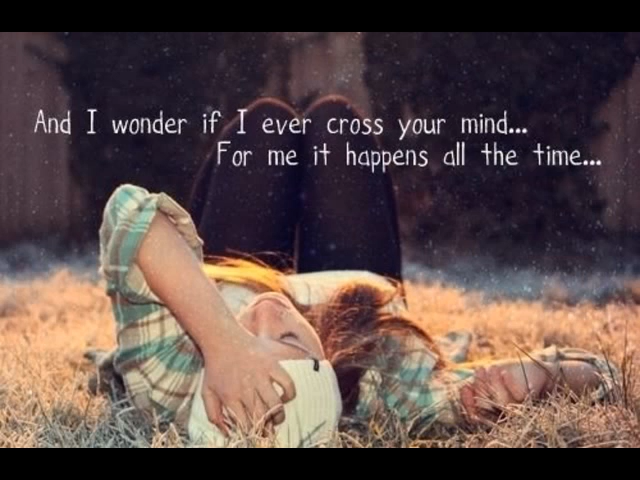 And I wonder if I ever cross your mind...
For me it happens all the time...